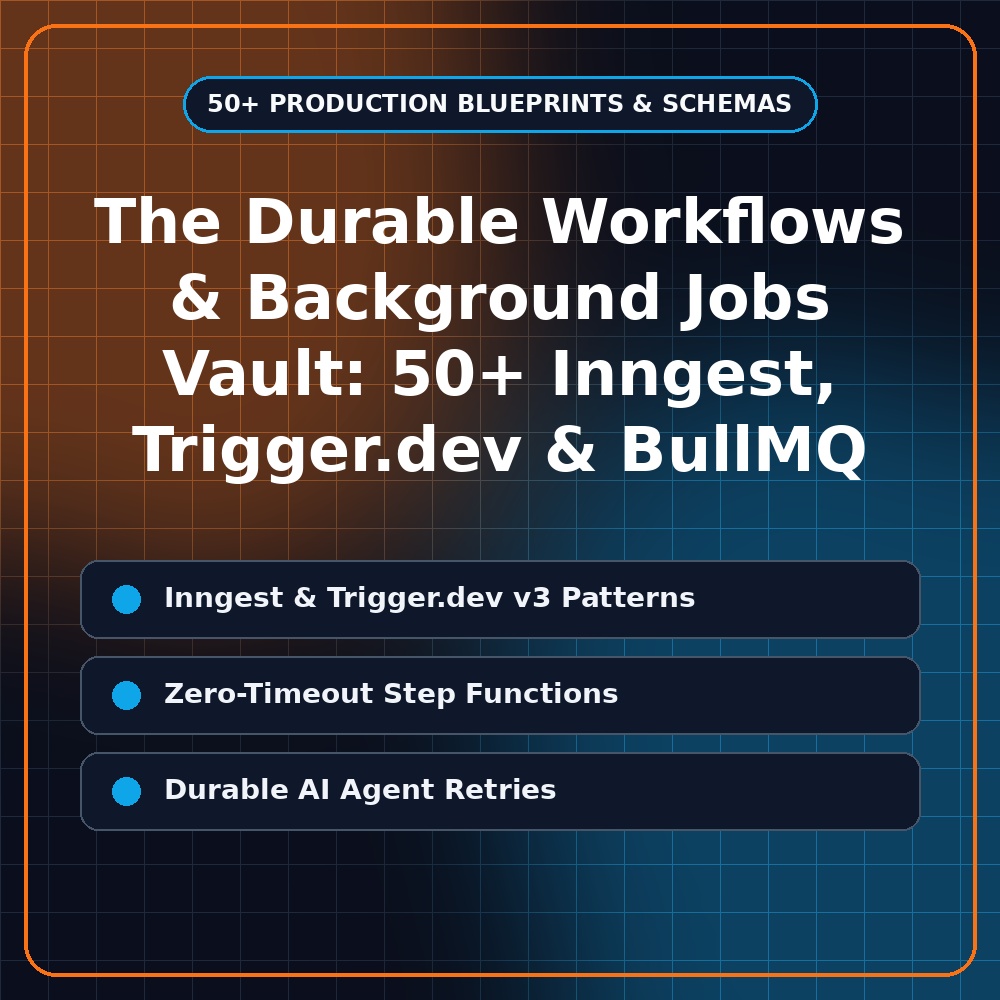 50+ PRODUCTION BLUEPRINTS & SCHEMAS
The Durable Workflows
& Background Jobs
Vault: 50+ Inngest,
Trigger.dev & BullMQ
Inngest & Trigger.dev v3 Patterns
Zero-Timeout Step Functions
Durable AI Agent Retries